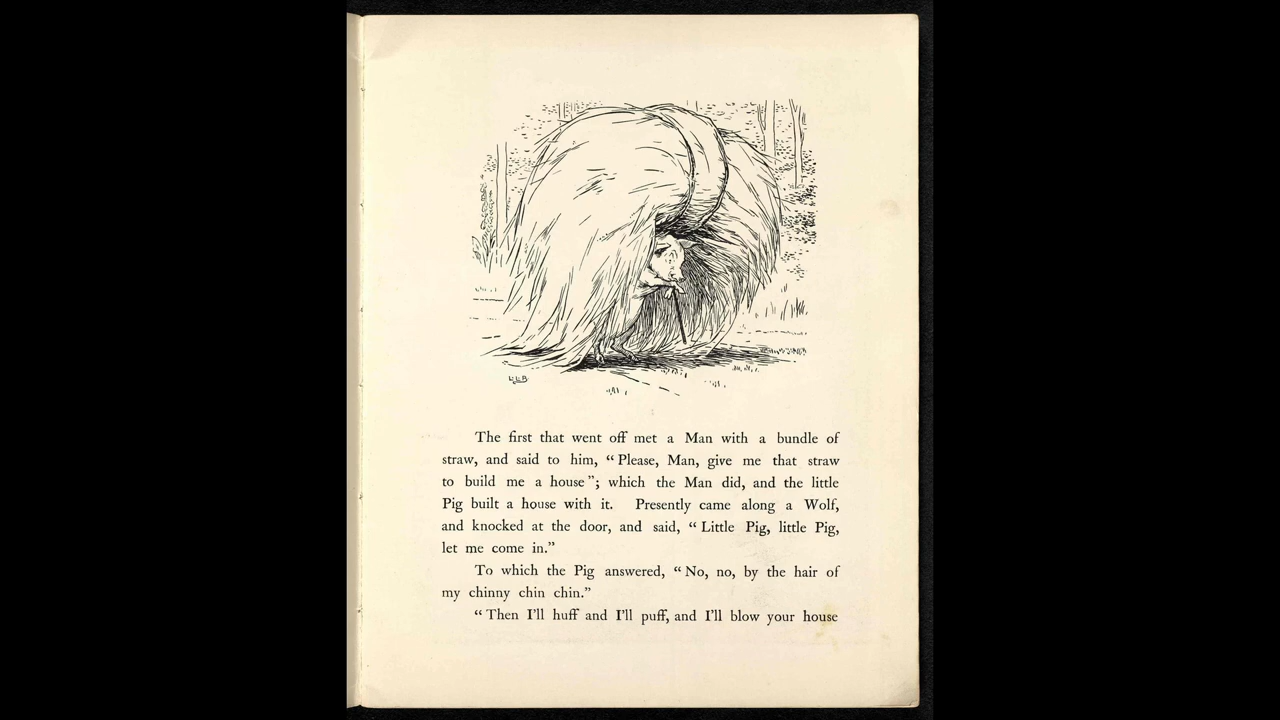 L.L.B.
The first that went off met a Man with a bundle of
straw, and said to him, “Please, Man, give me that straw
to build me a house”; which the Man did, and the little
Pig built a house with it. Presently came along a Wolf,
and knocked at the door, and said, “Little Pig, little Pig,
let me come in.”
To which the Pig answered, “No, no, by the hair of
my chinny chin chin.”
“Then I’ll huff and I’ll puff, and I’ll blow your house